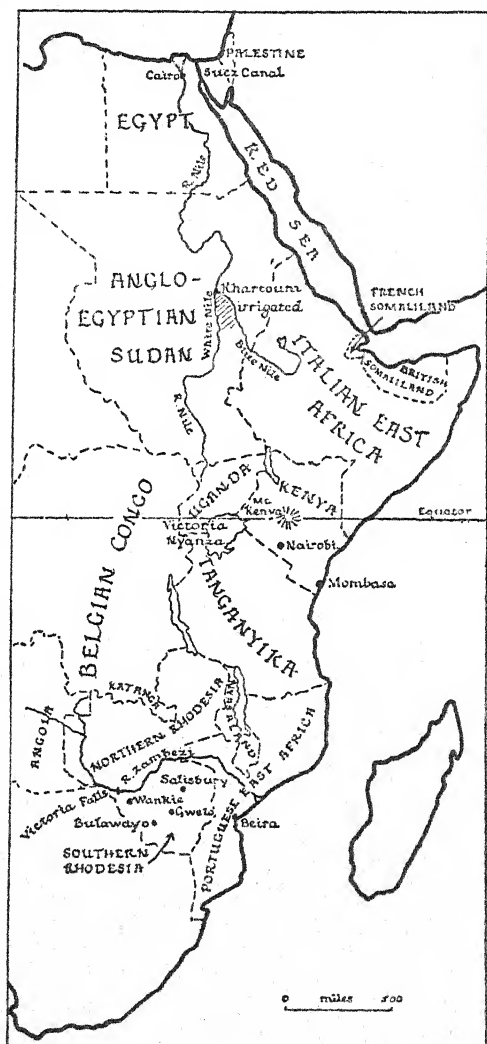 PALESTINE
Cairo
Suez Canal
EGYPT
R. Nile
RED SEA
ANGLO-
EGYPTIAN
SUDAN
Khartoum
irrigated
White Nile
Blue Nile
FRENCH
SOMALILAND
BRITISH
SOMALILAND
ITALIAN EAST
AFRICA
R. Nile
UGANDA
KENYA
Mt.
Kenya
Equator
Victoria
Nyanza
Nairobi
Mombasa
BELGIAN CONGO
TANGANYIKA
KATANGA
ANGOLA
NORTHERN RHODESIA
NYASALAND
PORTUGUESE EAST AFRICA
R. Zambezi
Victoria Falls
Salisbury
Wankie
Gwelo
Bulawayo
Beira
SOUTHERN
RHODESIA
0 miles 500